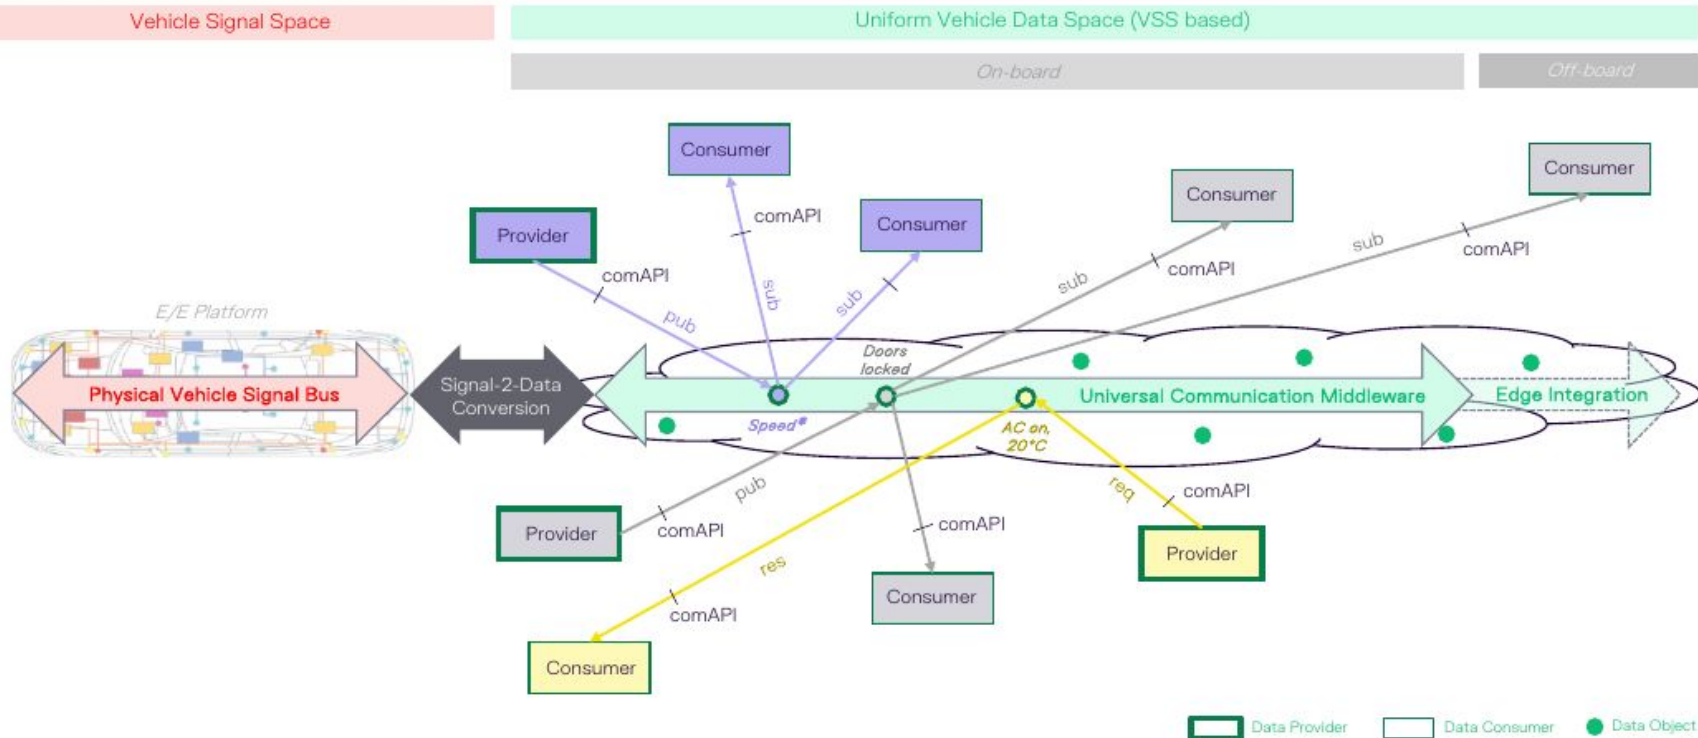 Vehicle Signal Space
Uniform Vehicle Data Space (VSS based)
On-board
Off-board
Consumer
Consumer
Consumer
Consumer
Provider
comAPI
comAPI
comAPI
comAPI
sub
sub
sub
sub
pub
E/E Platform
Physical Vehicle Signal Bus
Signal-2-Data
Conversion
Doors
locked
Speed*
AC on,
20°C
Universal Communication Middleware
Edge Integration
pub
req
comAPI
comAPI
comAPI
Provider
Provider
res
Consumer
comAPI
Consumer
Data Provider
Data Consumer
Data Object